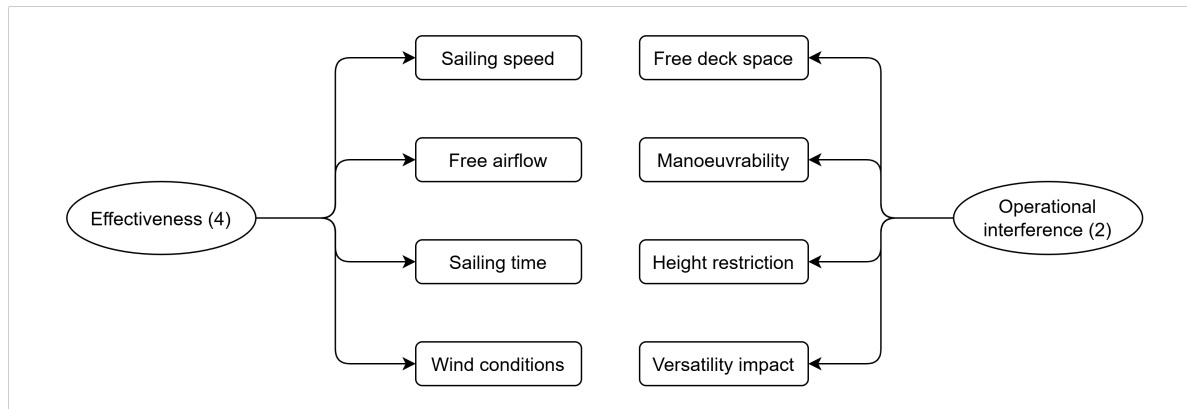 Sailing speed
Free deck space
Free airflow
Manoeuvrability
Effectiveness (4)
Operational
interference (2)
Sailing time
Height restriction
Wind conditions
Versatility impact